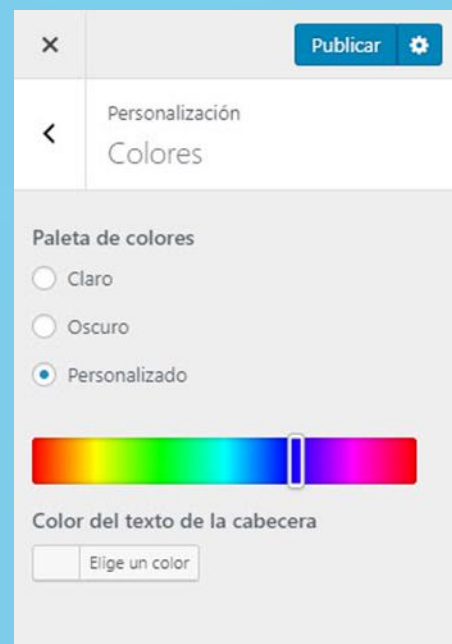 Publicar
Personalización
Colores
Paleta de colores
Claro
Oscuro
Personalizado
Color del texto de la cabecera
Elige un color